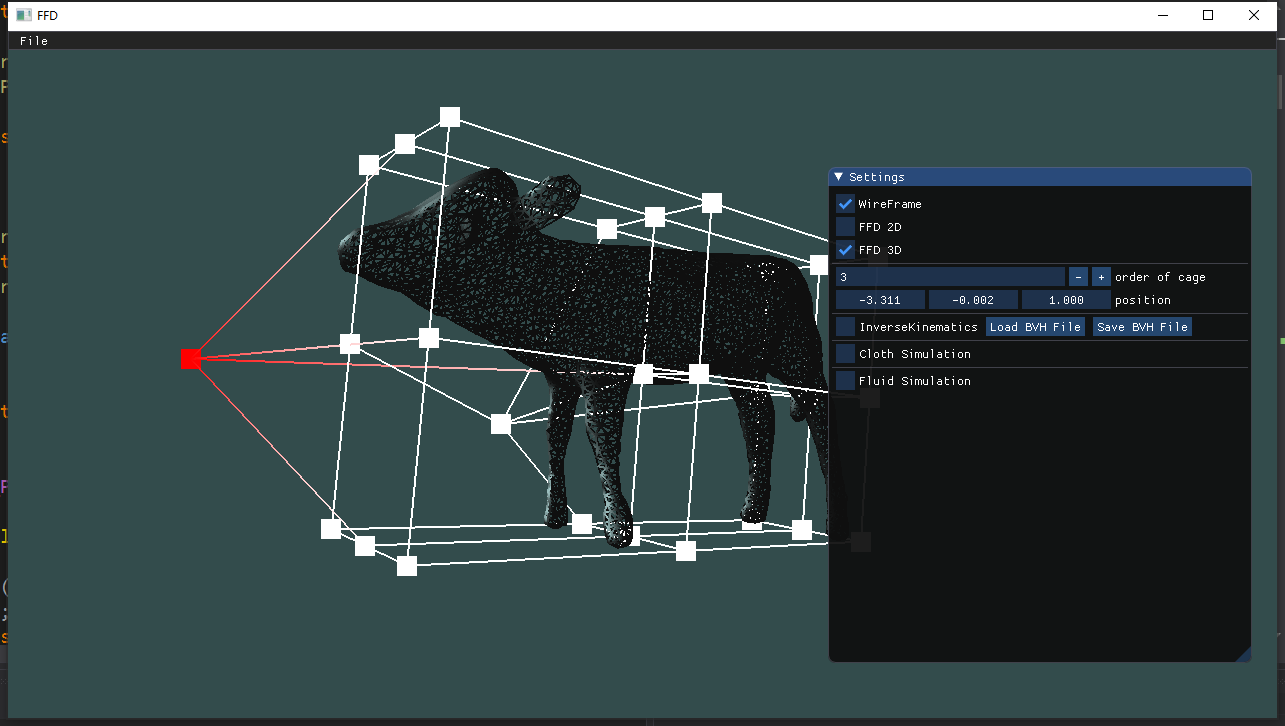 FFD
File
Settings
WireFrame
FFD 2D
FFD 3D
3 - + order of cage
-3.311 -0.002 1.000 position
InverseKinematics Load BVH File Save BVH File
Cloth Simulation
Fluid Simulation